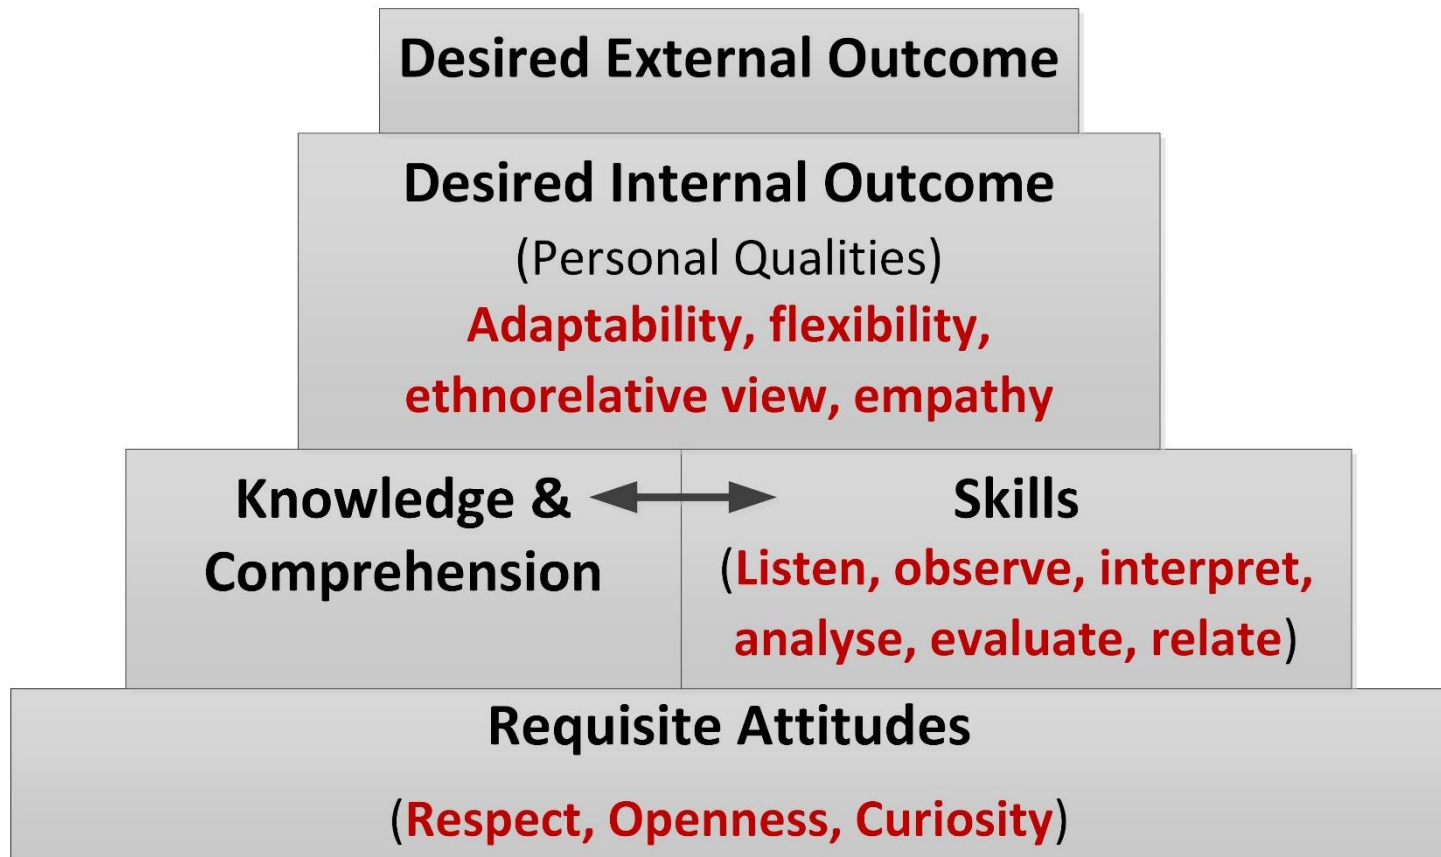 Desired External Outcome
Desired Internal Outcome
(Personal Qualities)
Adaptability, flexibility,
ethnorelative view, empathy
Knowledge &
Comprehension
Skills
(Listen, observe, interpret,
analyse, evaluate, relate)
Requisite Attitudes
(Respect, Openness, Curiosity)